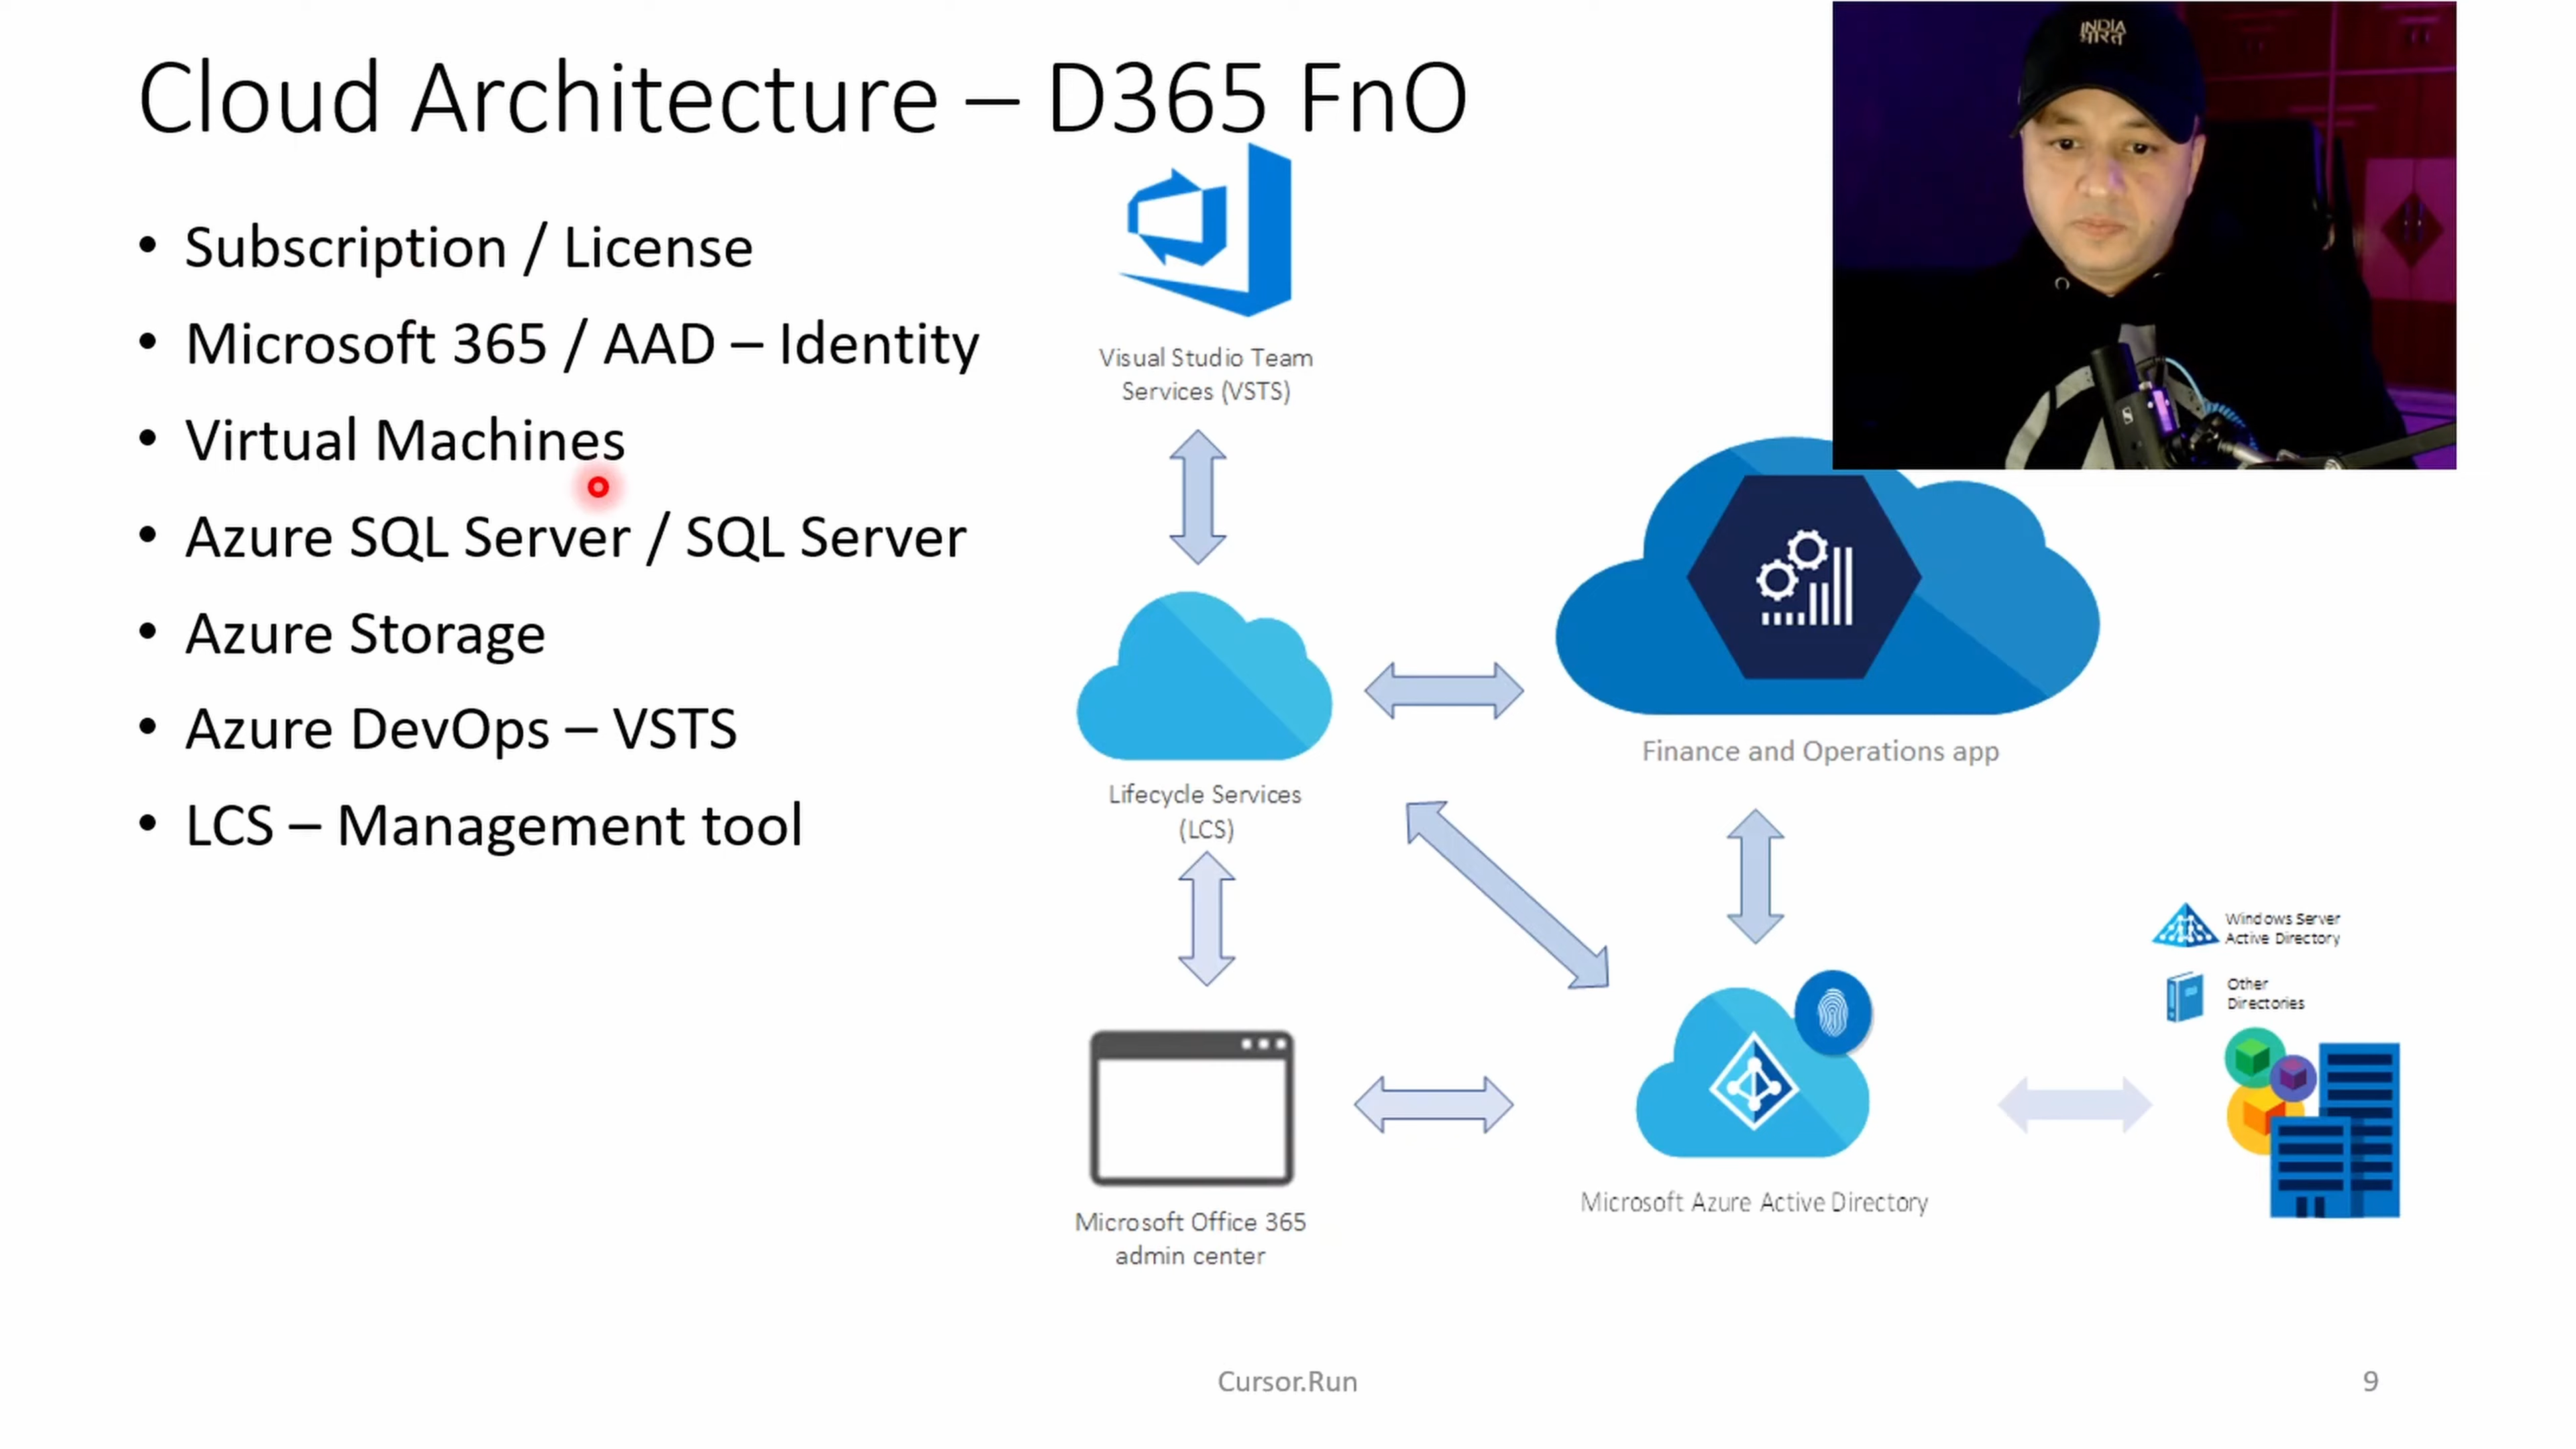 Cloud Architecture – D365 FnO
• Subscription / License
• Microsoft 365 / AAD – Identity
• Virtual Machines
• Azure SQL Server / SQL Server
• Azure Storage
• Azure DevOps – VSTS
• LCS – Management tool
INDIA
भारत
Visual Studio Team
Services (VSTS)
Lifecycle Services
(LCS)
Finance and Operations app
Microsoft Office 365
admin center
Microsoft Azure Active Directory
Windows Server
Active Directory
Other
Directories
Cursor.Run
9